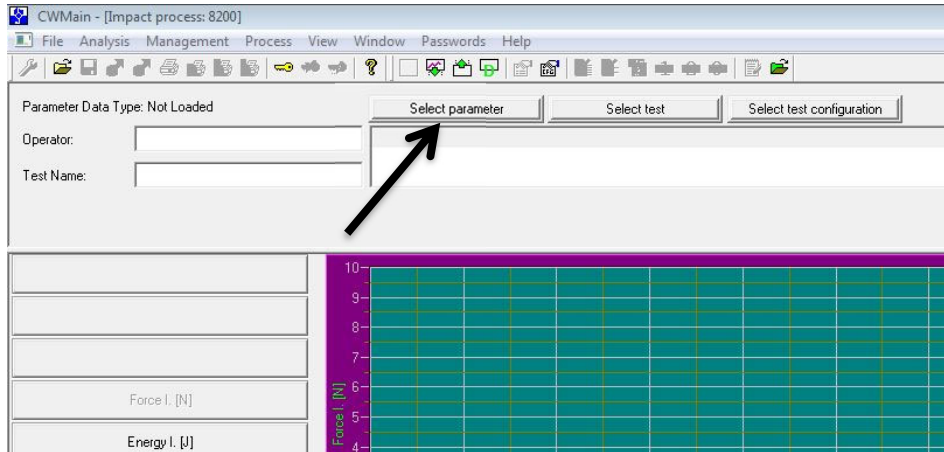 CWMain - [Impact process: 8200]
File Analysis Management Process View Window Passwords Help
Parameter Data Type: Not Loaded
Select parameter Select test Select test configuration
Operator:
Test Name:
10
9
8
7
6
5
4
Force I. [N]
Force I. [N]
Energy I. [J]